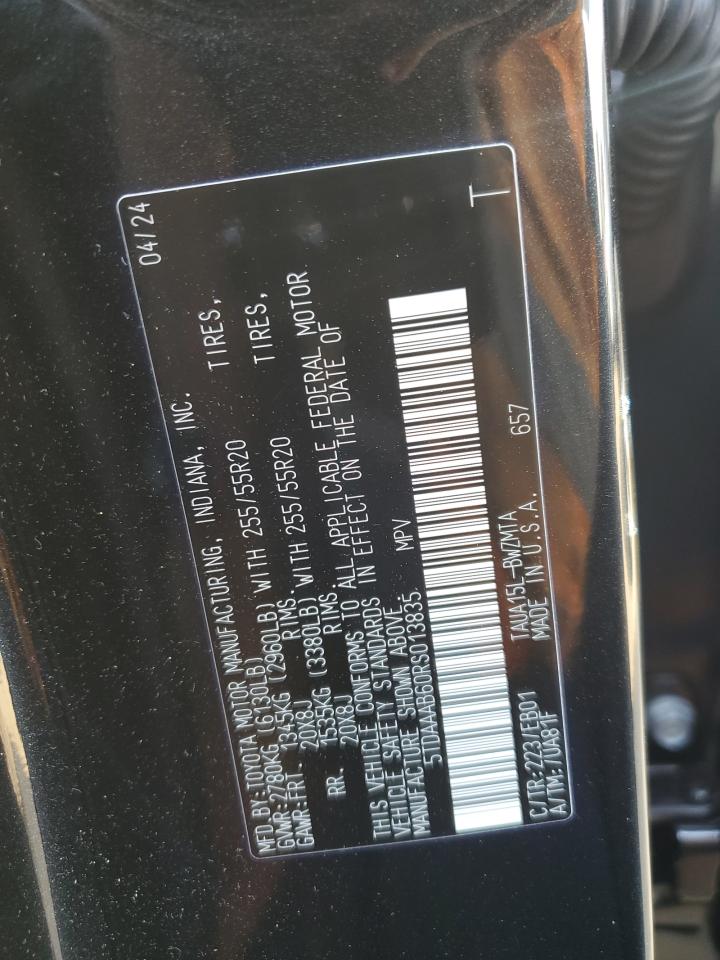 MFD BY:TOYOTA MOTOR MANUFACTURING, INDIANA, INC. 04/24
GVWR:2780KG (6130LB)
GAWR:FRT. 1345KG (2960LB) WITH 255/55R20 TIRES,
20X8J RIMS.
RR. 1535KG (3380LB) WITH 255/55R20 TIRES,
20X8J RIMS.
THIS VEHICLE CONFORMS TO ALL APPLICABLE FEDERAL MOTOR
VEHICLE SAFETY STANDARDS IN EFFECT ON THE DATE OF
MANUFACTURE SHOWN ABOVE.
5TDAAAB60RS013835 MPV
C/TR:223/EB01 TAUA15L-BWZMTA 657 T
A/TM:/UA81F MADE IN U.S.A.